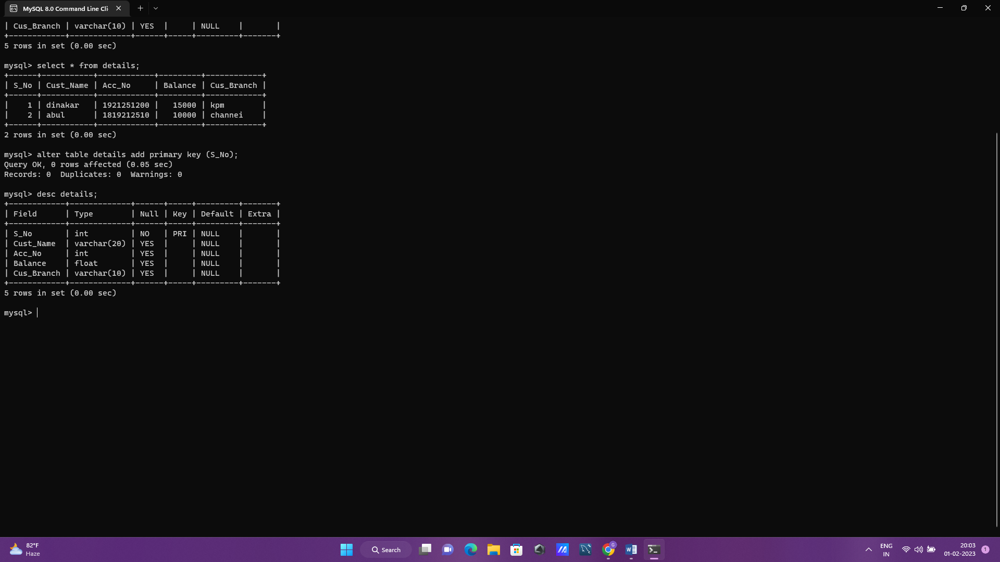 MySQL 8.0 Command Line Cli
| Cus_Branch | varchar(10) | YES  |     | NULL    |       |
+------------+-------------+------+-----+---------+-------+
5 rows in set (0.00 sec)
mysql> select * from details;
+------+-----------+------------+---------+------------+
| S_No | Cust_Name | Acc_No     | Balance | Cus_Branch |
+------+-----------+------------+---------+------------+
|    1 | dinakar   | 1921251200 |   15000 | kpm        |
|    2 | abul      | 1819212510 |   10000 | channei    |
+------+-----------+------------+---------+------------+
2 rows in set (0.00 sec)
mysql> alter table details add primary key (S_No);
Query OK, 0 rows affected (0.05 sec)
Records: 0  Duplicates: 0  Warnings: 0
mysql> desc details;
+------------+-------------+------+-----+---------+-------+
| Field      | Type        | Null | Key | Default | Extra |
+------------+-------------+------+-----+---------+-------+
| S_No       | int         | NO   | PRI | NULL    |       |
| Cust_Name  | varchar(20) | YES  |     | NULL    |       |
| Acc_No     | int         | YES  |     | NULL    |       |
| Balance    | float       | YES  |     | NULL    |       |
| Cus_Branch | varchar(10) | YES  |     | NULL    |       |
+------------+-------------+------+-----+---------+-------+
5 rows in set (0.00 sec)
mysql>
82°F
Haze
Search
G
W
ENG
IN
20:03
01-02-2023
1